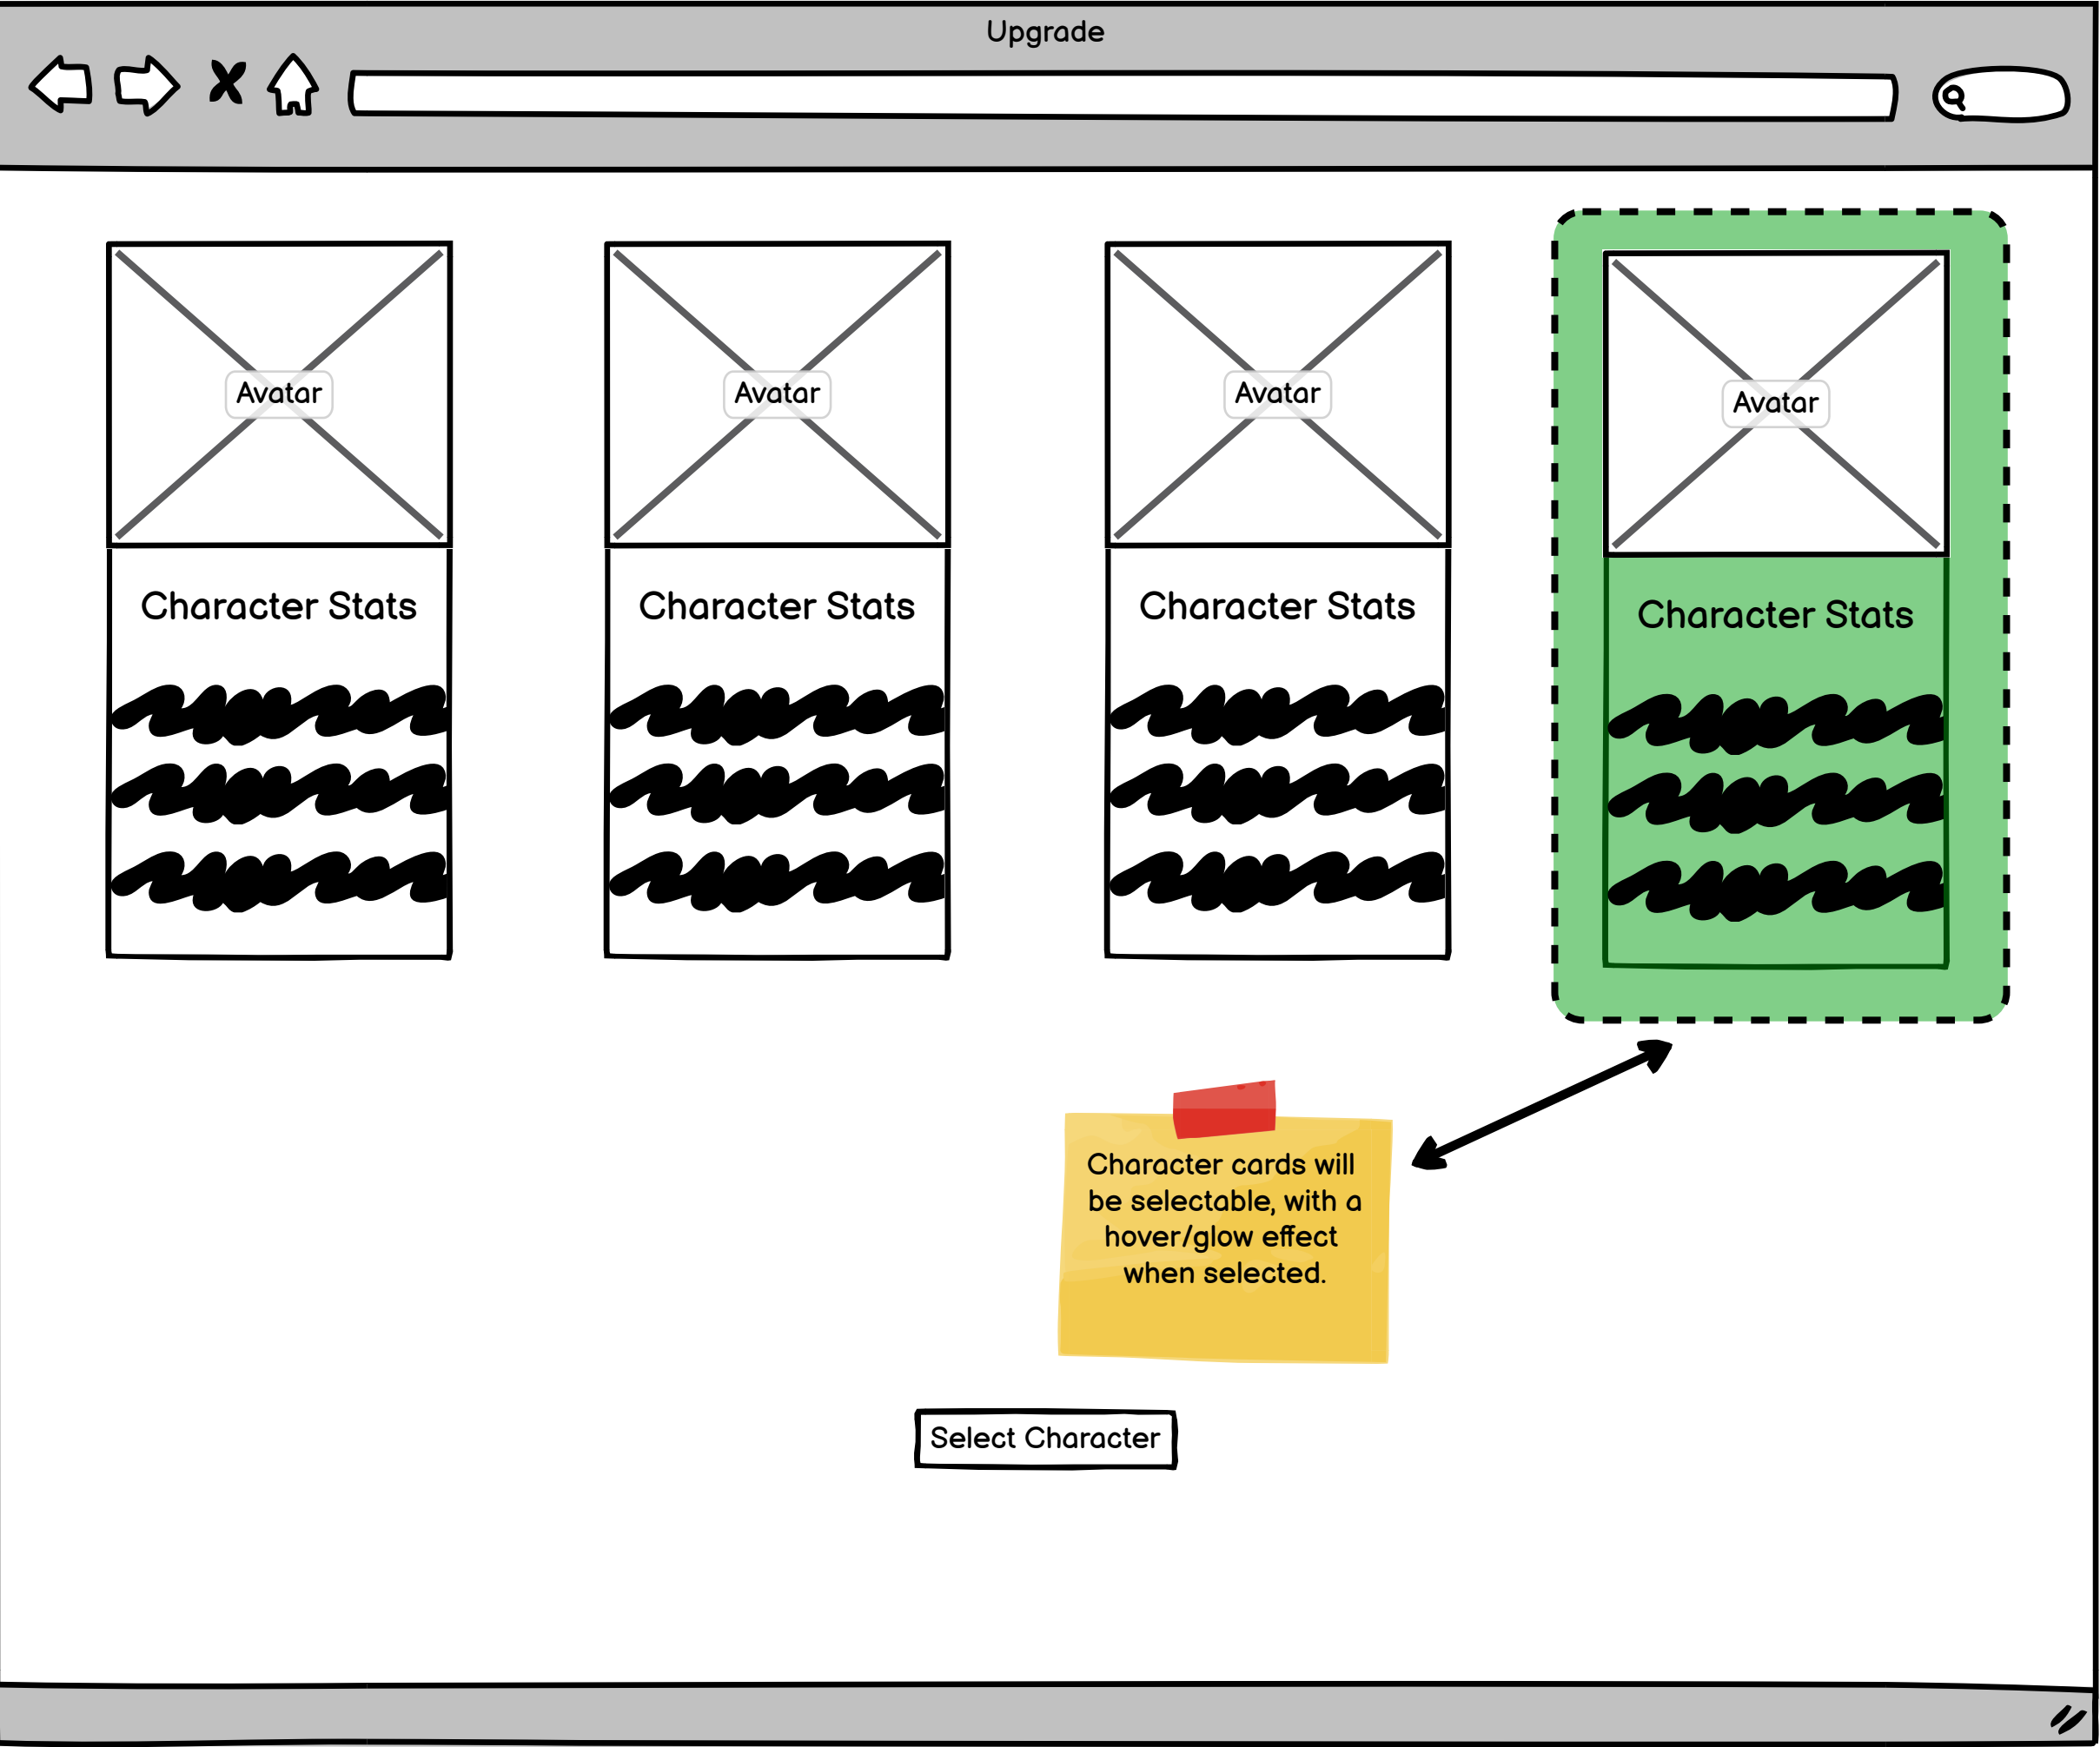 Upgrade
Avatar
Avatar
Avatar
Avatar
Character Stats
Character Stats
Character Stats
Character Stats
Character cards will
be selectable, with a
hover/glow effect
when selected.
Select Character